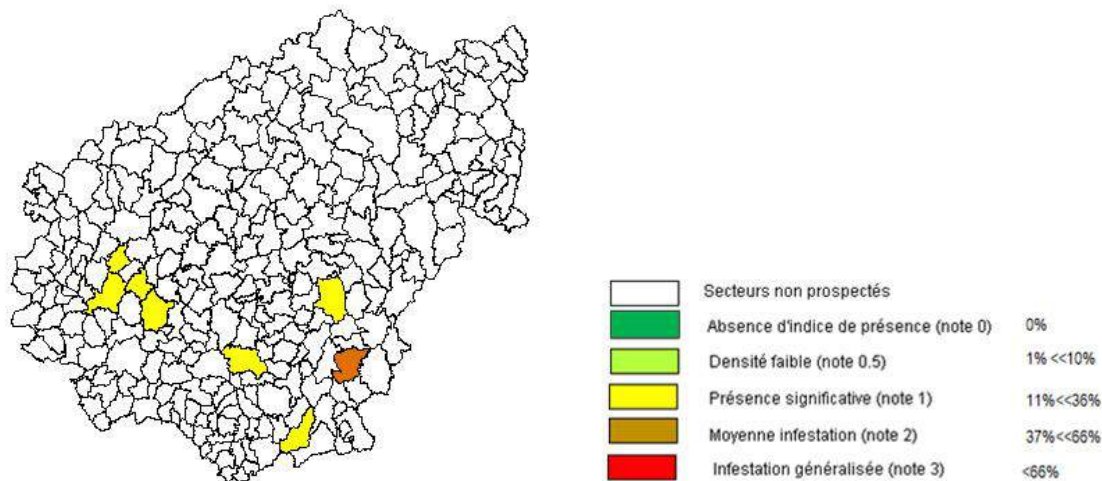 Secteurs non prospectés
Absence d'indice de présence (note 0) 0%
Densité faible (note 0.5) 1% <<10%
Présence significative (note 1) 11%<<36%
Moyenne infestation (note 2) 37%<<66%
Infestation généralisée (note 3) <66%